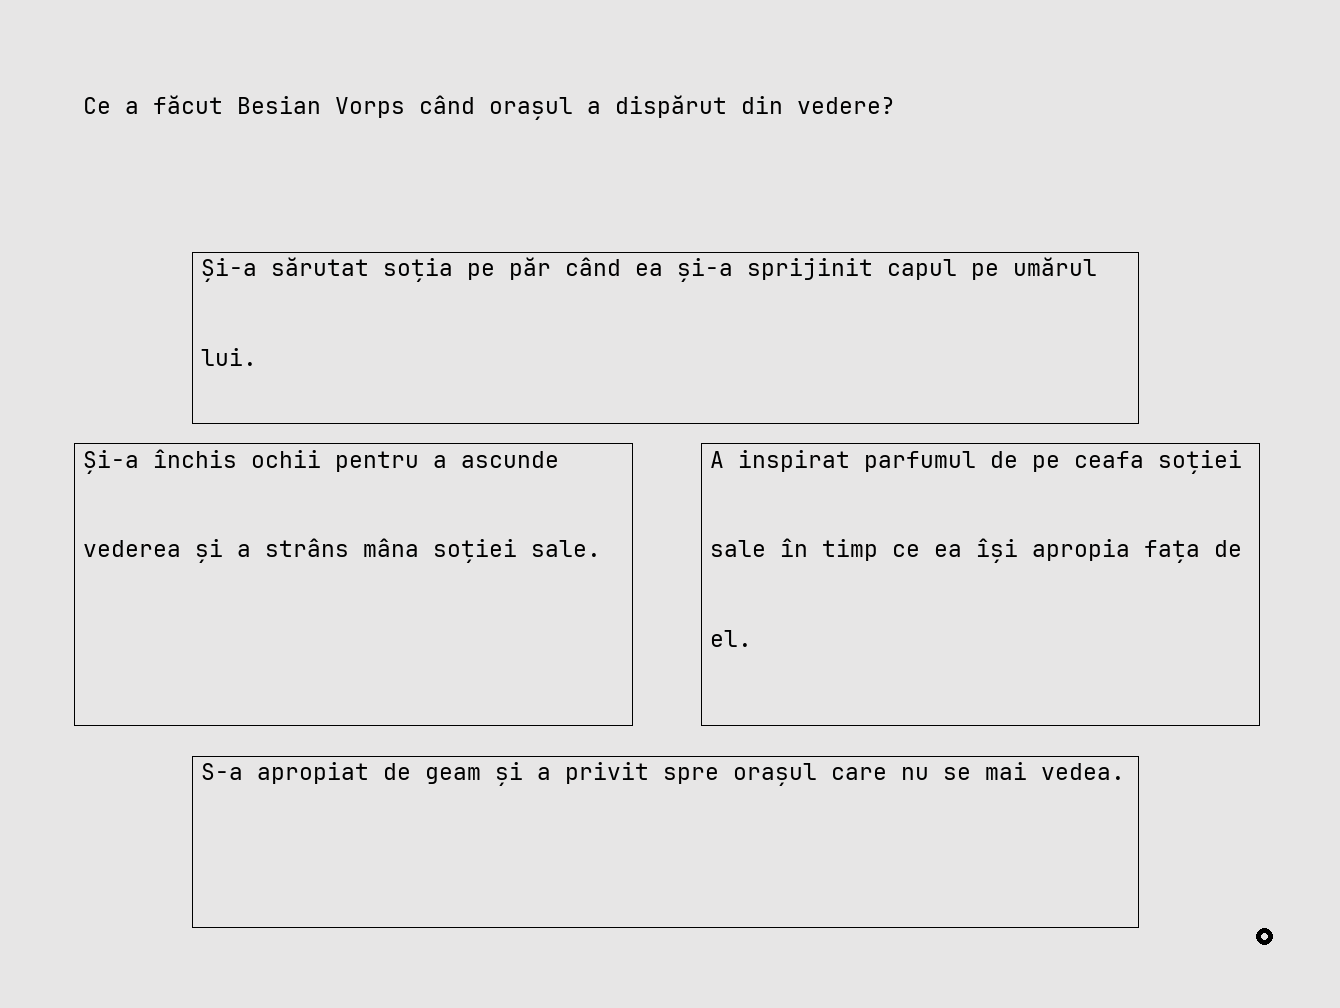 Ce a făcut Besian Vorps când orașul a dispărut din vedere?
Și-a sărutat soția pe păr când ea și-a sprijinit capul pe umărul
lui.
Și-a închis ochii pentru a ascunde
vederea și a strâns mâna soției sale.
A inspirat parfumul de pe ceafa soției
sale în timp ce ea își apropia fața de
el.
S-a apropiat de geam și a privit spre orașul care nu se mai vedea.